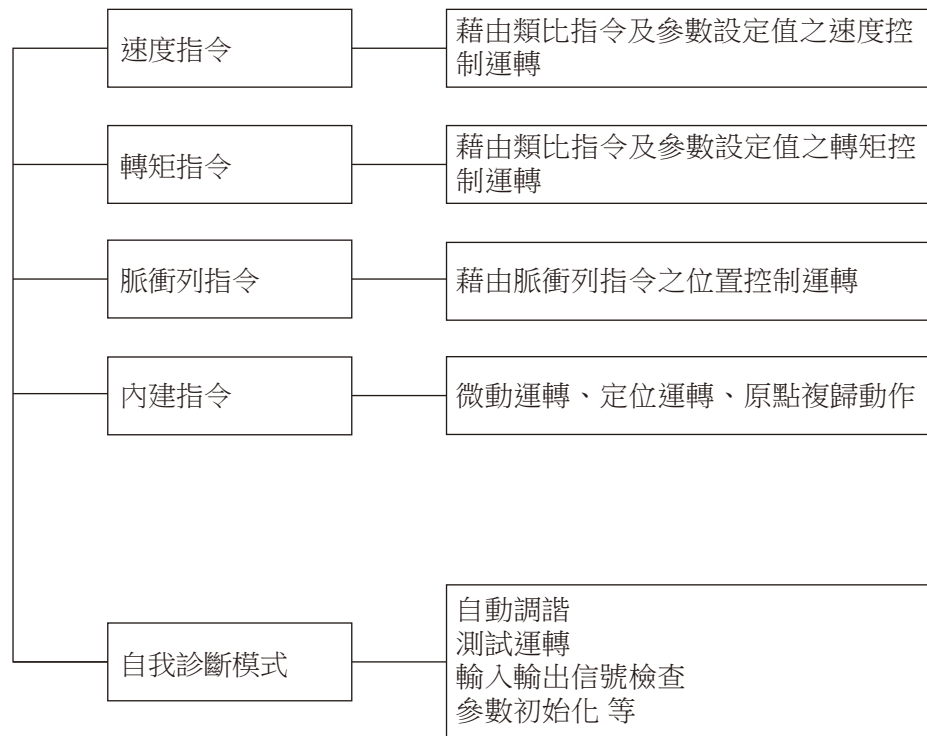 速度指令
藉由類比指令及參數設定值之速度控
制運轉
轉矩指令
藉由類比指令及參數設定值之轉矩控
制運轉
脈衝列指令
藉由脈衝列指令之位置控制運轉
內建指令
微動運轉、定位運轉、原點複歸動作
自我診斷模式
自動調諧
測試運轉
輸入輸出信號檢查
參數初始化 等